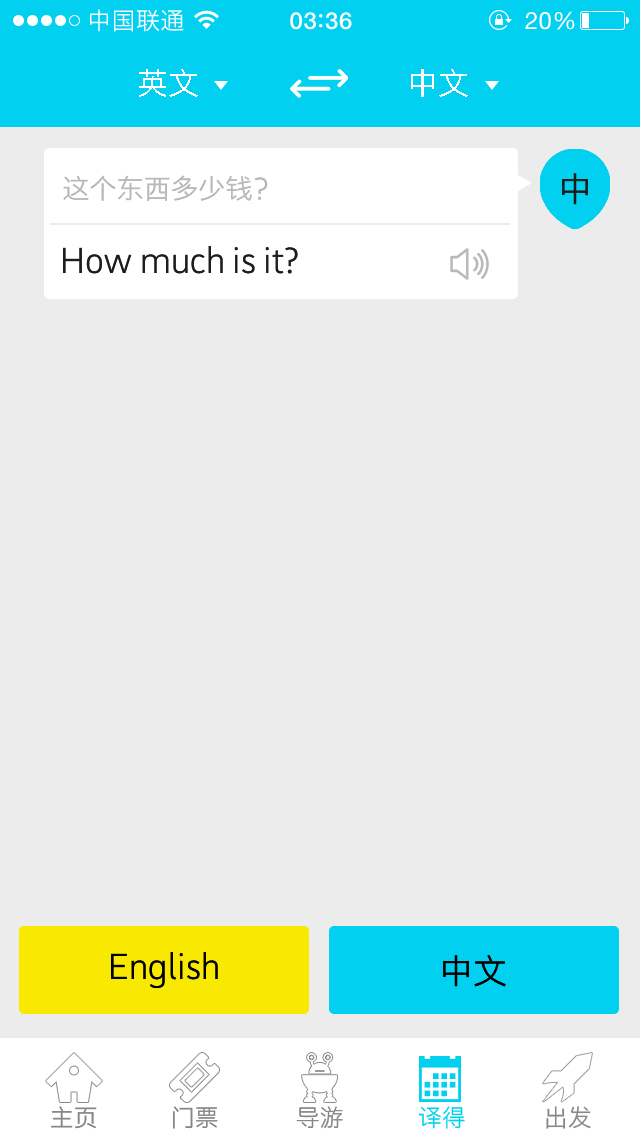 中国联通 03:36 20%
英文 中文
这个东西多少钱?
中
How much is it?
English 中文
主页 门票 导游 译得 出发